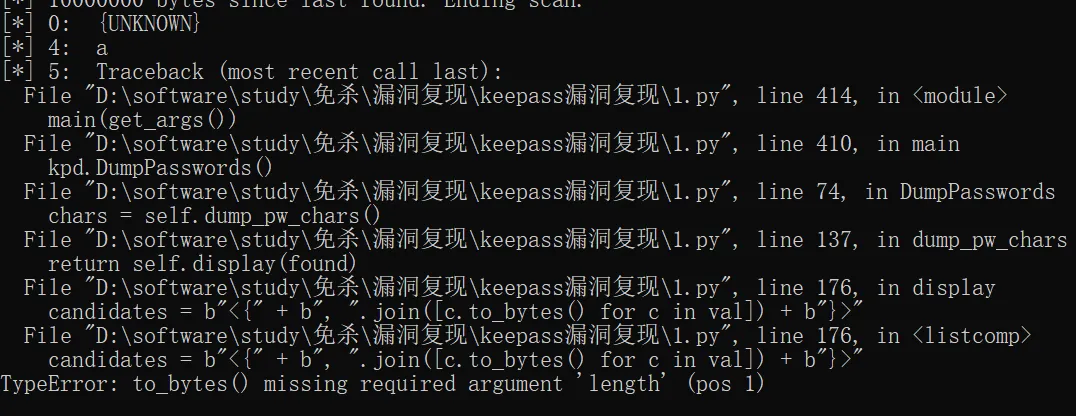 [*] 10000000 bytes since last found. Ending scan.
[*] 0:  {UNKNOWN}
[*] 4:  a
[*] 5:  Traceback (most recent call last):
  File "D:\software\study\免杀\漏洞复现\keepass漏洞复现\1.py", line 414, in <module>
    main(get_args())
  File "D:\software\study\免杀\漏洞复现\keepass漏洞复现\1.py", line 410, in main
    kpd.DumpPasswords()
  File "D:\software\study\免杀\漏洞复现\keepass漏洞复现\1.py", line 74, in DumpPasswords
    chars = self.dump_pw_chars()
  File "D:\software\study\免杀\漏洞复现\keepass漏洞复现\1.py", line 137, in dump_pw_chars
    return self.display(found)
  File "D:\software\study\免杀\漏洞复现\keepass漏洞复现\1.py", line 176, in display
    candidates = b"<{" + b", ".join([c.to_bytes() for c in val]) + b"}>"
  File "D:\software\study\免杀\漏洞复现\keepass漏洞复现\1.py", line 176, in <listcomp>
    candidates = b"<{" + b", ".join([c.to_bytes() for c in val]) + b"}>"
TypeError: to_bytes() missing required argument 'length' (pos 1)